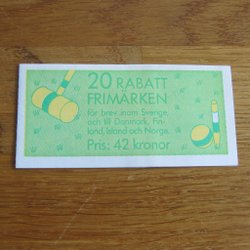 20 RABATT
FRIMÄRKEN
för brev inom Sverige,
och till Danmark, Fin-
land, Island och Norge.
Pris: 42 kronor